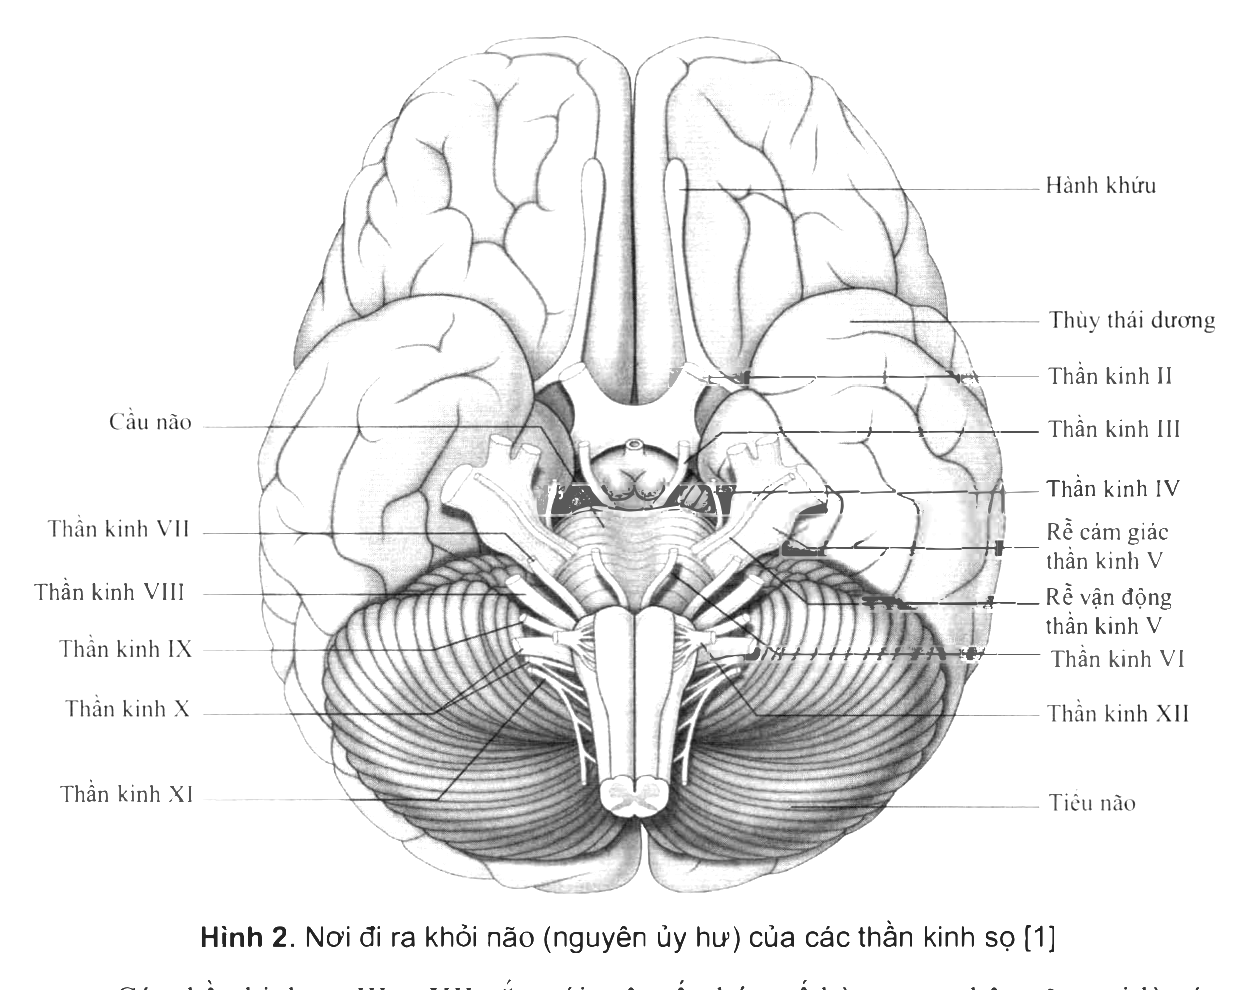 Hành khứu
Thùy thái dương
Thần kinh II
Cầu não
Thần kinh III
Thần kinh IV
Thần kinh VII
Rễ cảm giác
thần kinh V
Thần kinh VIII
Rễ vận động
thần kinh V
Thần kinh IX
Thần kinh VI
Thần kinh X
Thần kinh XII
Thần kinh XI
Tiểu não
Hình 2. Nơi đi ra khỏi não (nguyên ủy hư) của các thần kinh sọ [1]